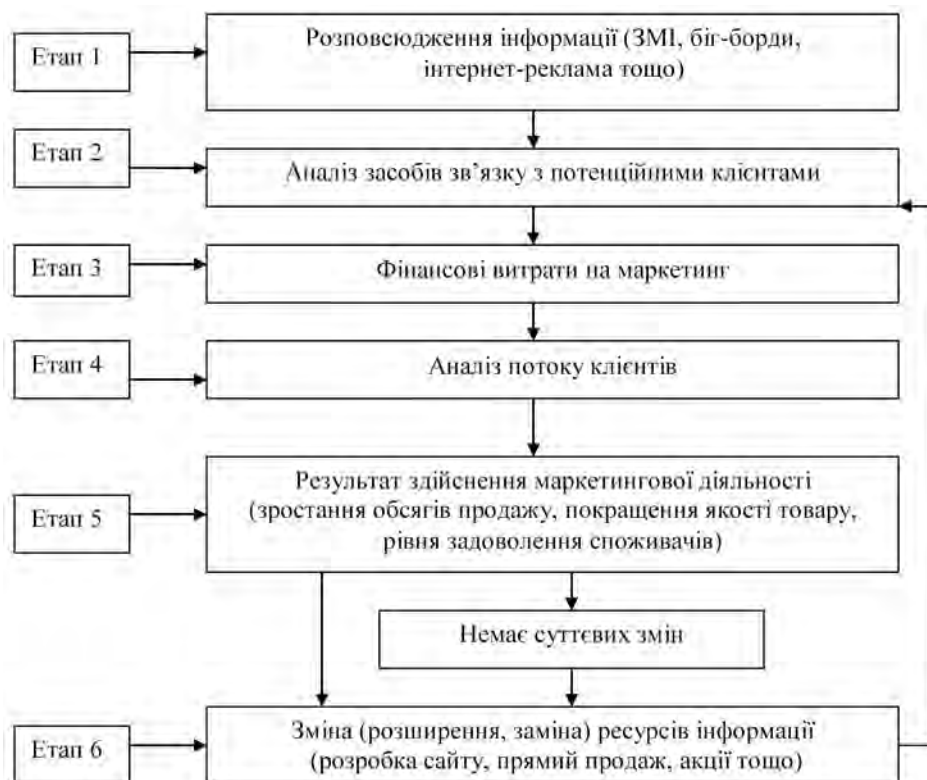 Етап 1
Розповсюдження інформації (ЗМІ, біг-борди,
інтернет-реклама тощо)
Етап 2
Аналіз засобів зв’язку з потенційними клієнтами
Етап 3
Фінансові витрати на маркетинг
Етап 4
Аналіз потоку клієнтів
Етап 5
Результат здійснення маркетингової діяльності
(зростання обсягів продажу, покращення якості товару,
рівня задоволення споживачів)
Немає суттєвих змін
Етап 6
Зміна (розширення, заміна) ресурсів інформації
(розробка сайту, прямий продаж, акції тощо)